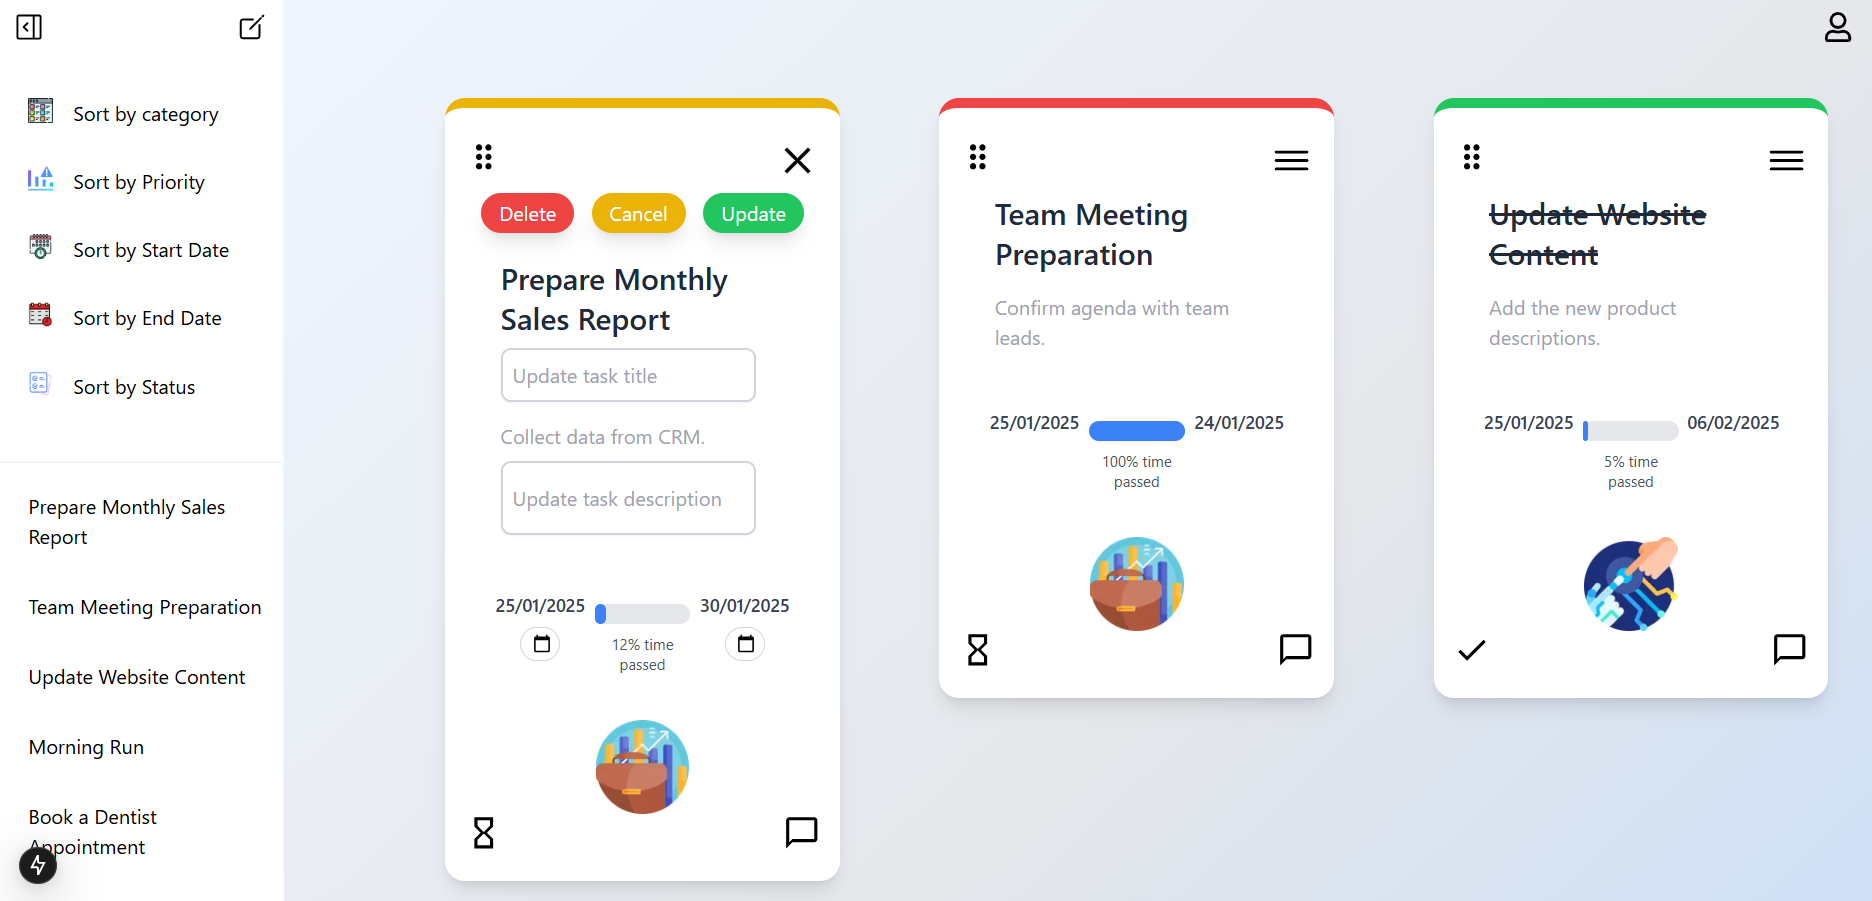 Sort by category
Sort by Priority
Sort by Start Date
Sort by End Date
Sort by Status
Prepare Monthly Sales
Report
Team Meeting Preparation
Update Website Content
Morning Run
Book a Dentist
Appointment
Delete
Cancel
Update
Prepare Monthly
Sales Report
Update task title
Collect data from CRM.
Update task description
25/01/2025
30/01/2025
12% time
passed
Team Meeting
Preparation
Confirm agenda with team
leads.
25/01/2025
24/01/2025
100% time
passed
Update Website
Content
Add the new product
descriptions.
25/01/2025
06/02/2025
5% time
passed